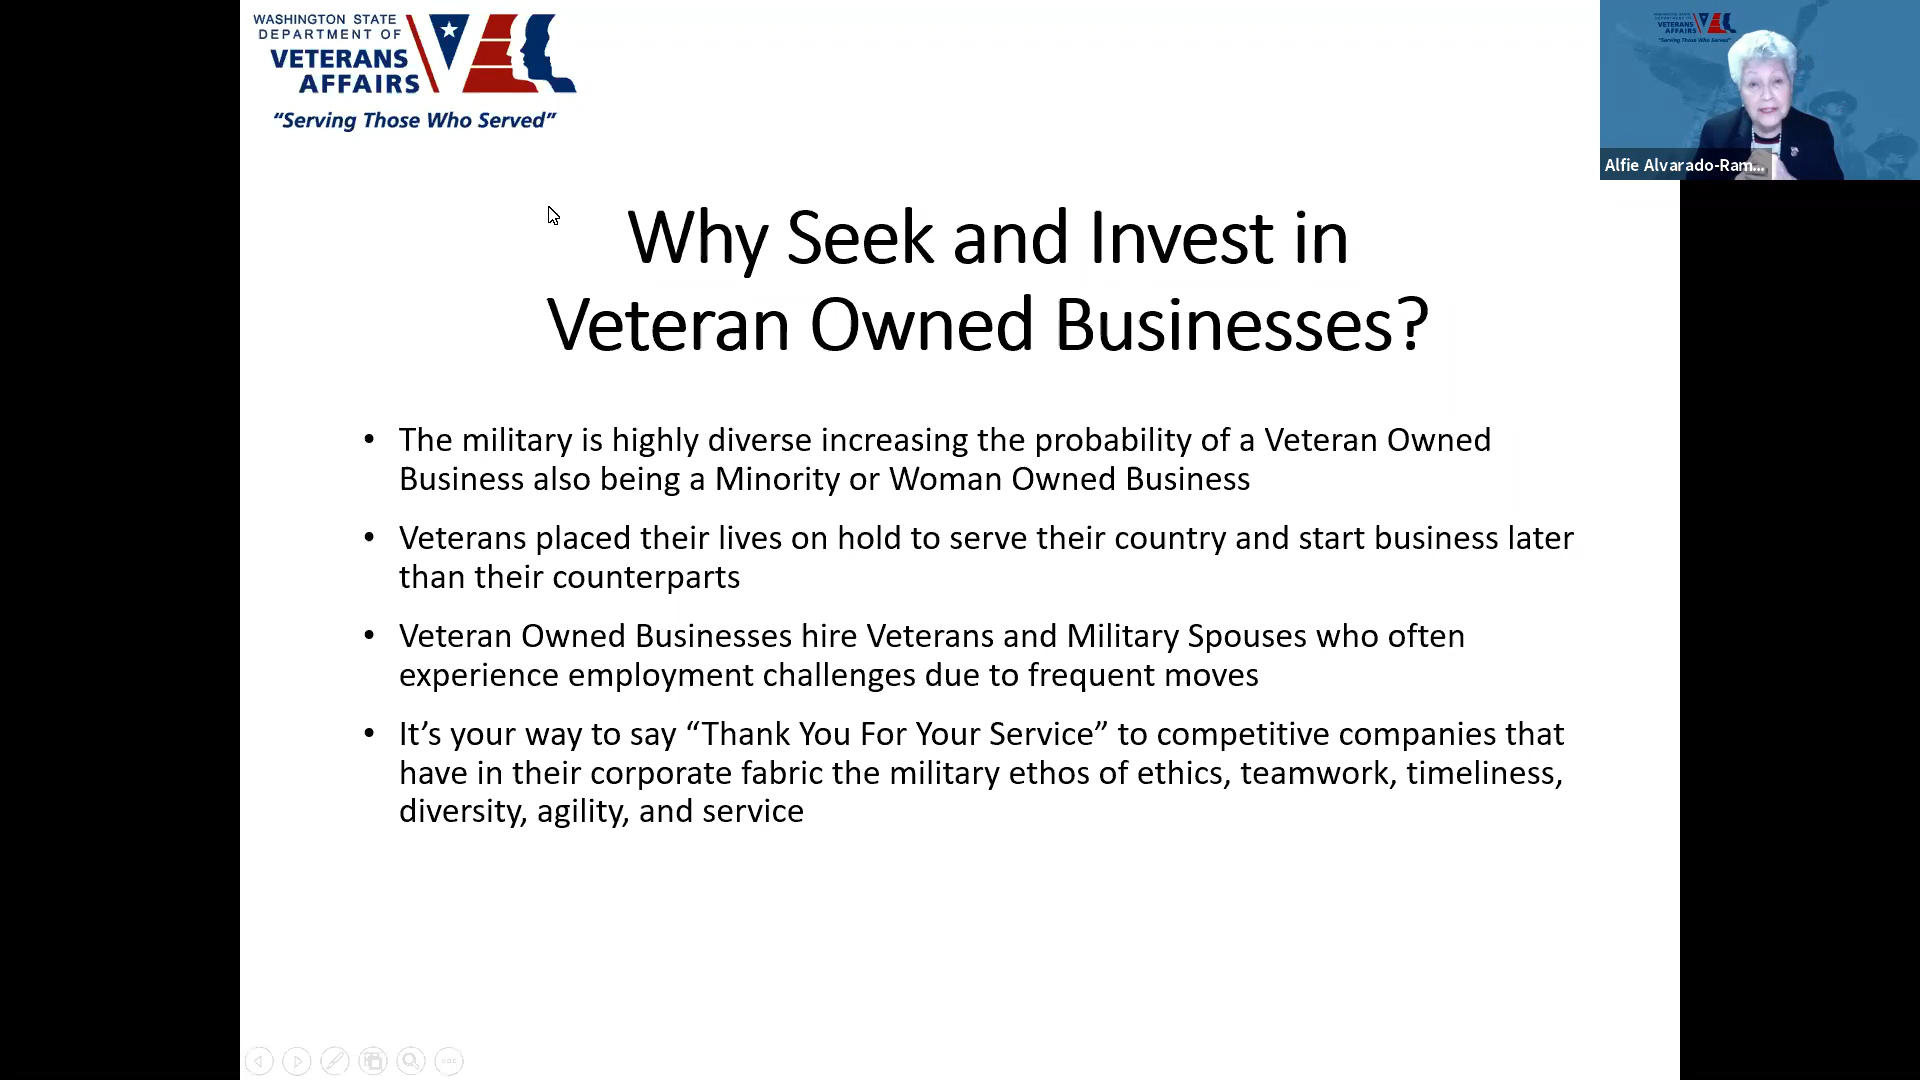 WASHINGTON STATE
DEPARTMENT OF
VETERANS
AFFAIRS
“Serving Those Who Served”
Alfie Alvarado-Ram...
Why Seek and Invest in
Veteran Owned Businesses?
• The military is highly diverse increasing the probability of a Veteran Owned
Business also being a Minority or Woman Owned Business
• Veterans placed their lives on hold to serve their country and start business later
than their counterparts
• Veteran Owned Businesses hire Veterans and Military Spouses who often
experience employment challenges due to frequent moves
• It’s your way to say “Thank You For Your Service” to competitive companies that
have in their corporate fabric the military ethos of ethics, teamwork, timeliness,
diversity, agility, and service